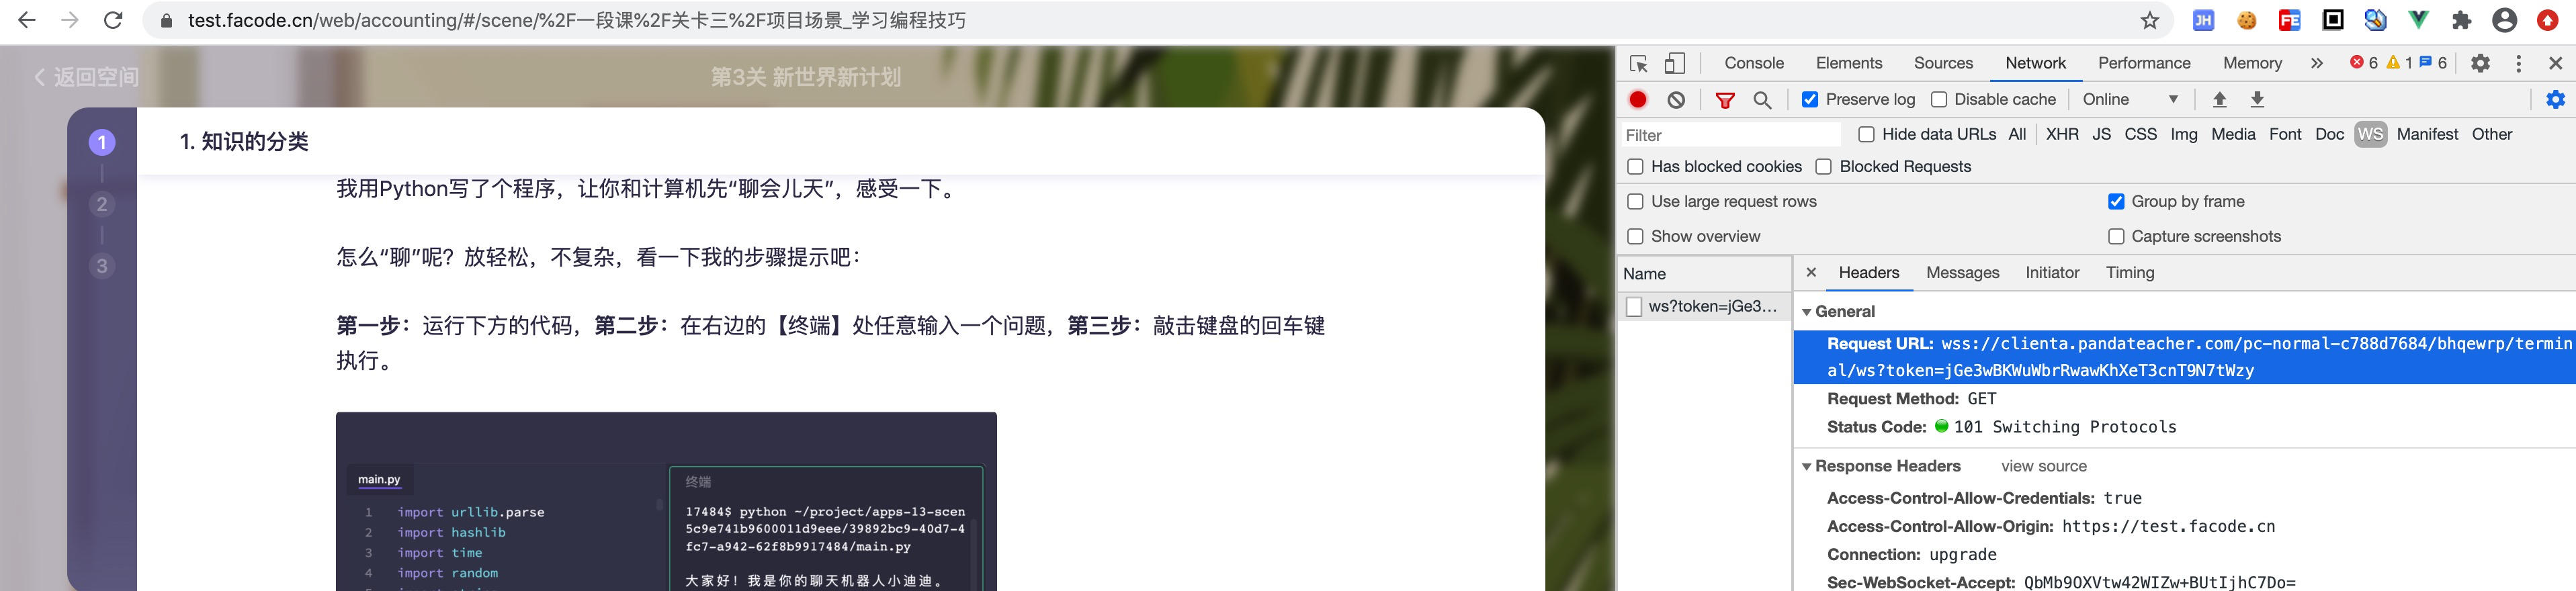 test.facode.cn/web/accounting/#/scene/%2F一段课%2F关卡三%2F项目场景_学习编程技巧
JH
FE
返回空间
第3关 新世界新计划
1
2
3
1. 知识的分类
我用Python写了个程序，让你和计算机先“聊会儿天”，感受一下。
怎么“聊”呢？放轻松，不复杂，看一下我的步骤提示吧：
第一步：运行下方的代码，第二步：在右边的【终端】处任意输入一个问题，第三步：敲击键盘的回车键
执行。
main.py
1 import urllib.parse
2 import hashlib
3 import time
4 import random
终端
17484$ python ~/project/apps-13-scen
5c9e741b9600011d9eee/39892bc9-40d7-4
fc7-a942-62f8b9917484/main.py
大家好！我是你的聊天机器人小迪迪。
Console Elements Sources Network Performance Memory » 6 1 6
Preserve log Disable cache Online
Filter Hide data URLs All XHR JS CSS Img Media Font Doc WS Manifest Other
Has blocked cookies Blocked Requests
Use large request rows Group by frame
Show overview Capture screenshots
Name
ws?token=jGe3...
× Headers Messages Initiator Timing
General
Request URL: wss://clienta.pandateacher.com/pc-normal-c788d7684/bhqewrp/termin
al/ws?token=jGe3wBKWuWbrRwawKhXeT3cnT9N7tWzy
Request Method: GET
Status Code: 101 Switching Protocols
Response Headers view source
Access-Control-Allow-Credentials: true
Access-Control-Allow-Origin: https://test.facode.cn
Connection: upgrade
Sec-WebSocket-Accept: QbMb9OXVtw42WIZw+BUtIjhC7Do=